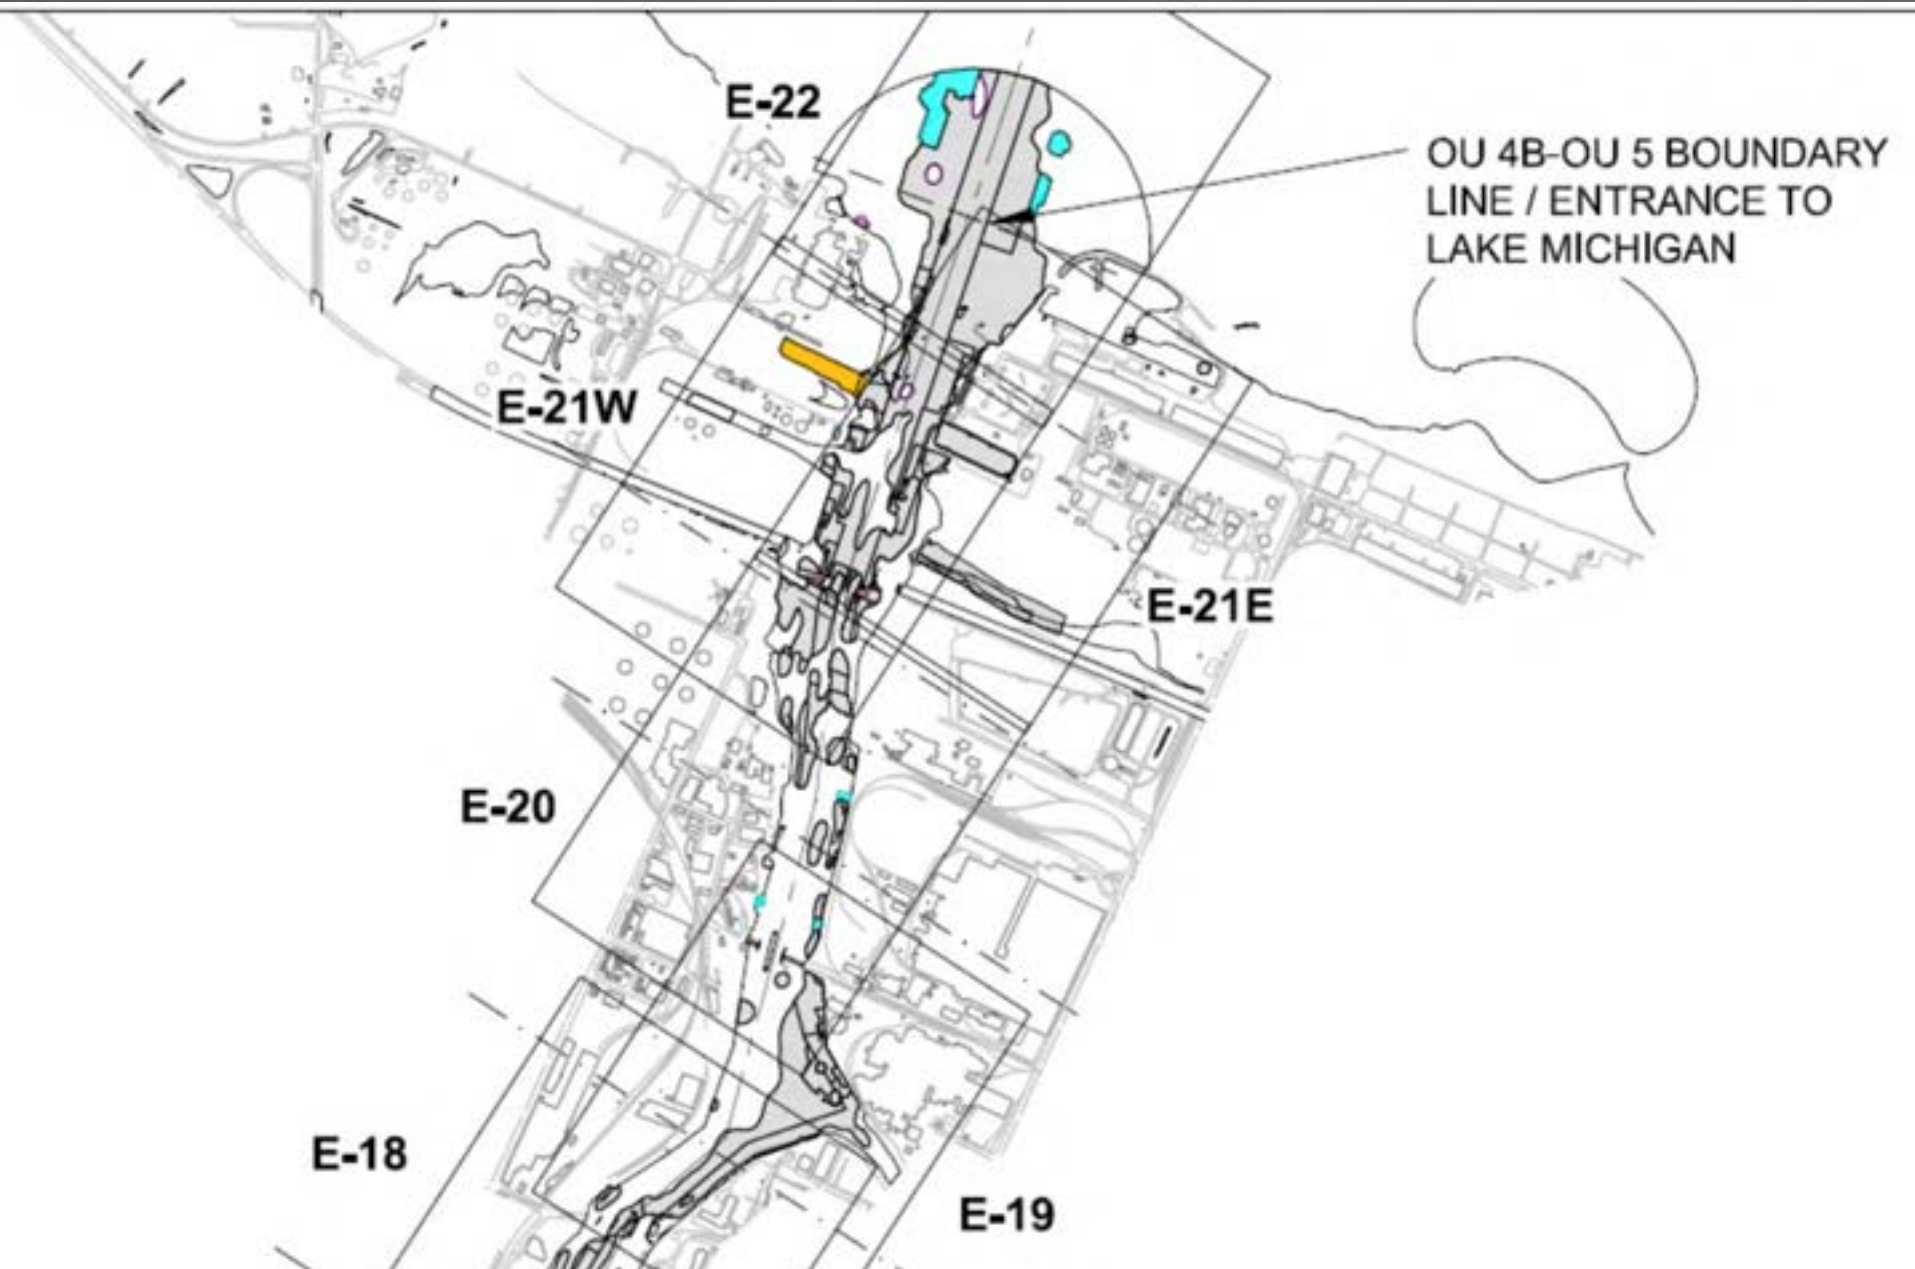 E-22
OU 4B-OU 5 BOUNDARY
LINE / ENTRANCE TO
LAKE MICHIGAN
E-21W
E-21E
E-20
E-18
E-19